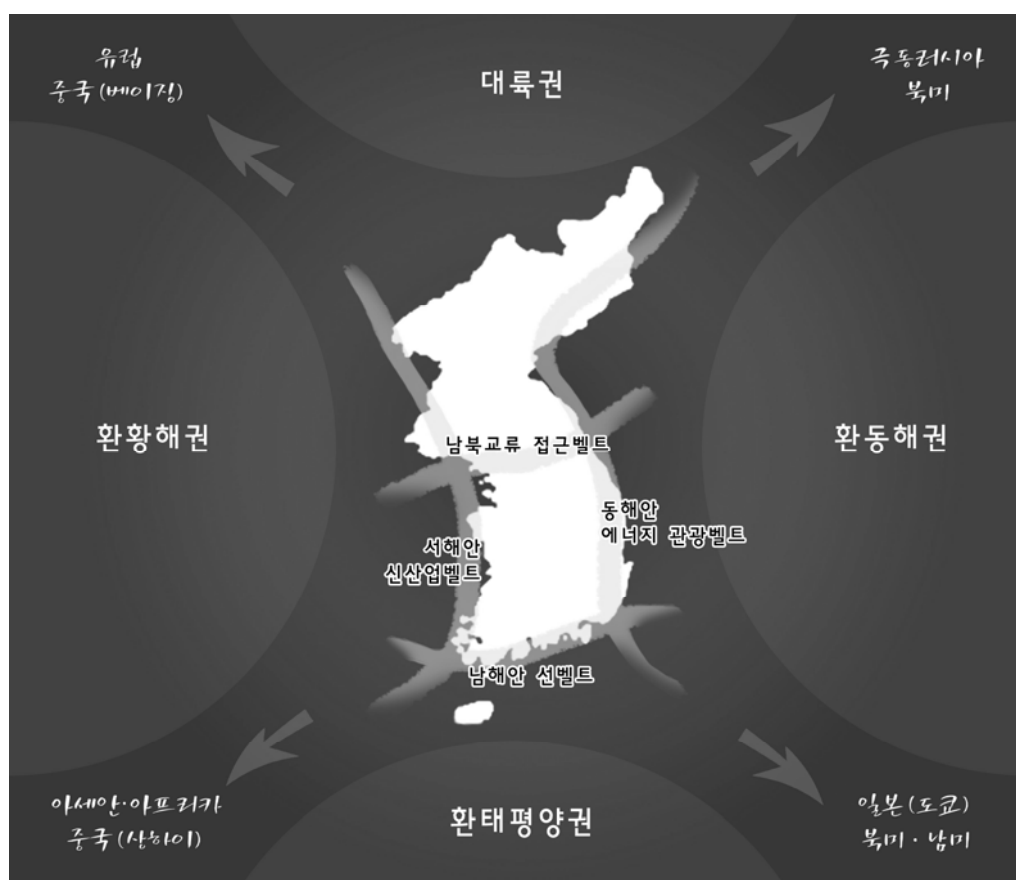 유럽
중국(베이징)
대륙권
극동러시아
북미
환황해권
남북교류 접근벨트
환동해권
동해안
에너지 관광벨트
서해안
신산업벨트
남해안 선벨트
아세안·아프리카
중국(상하이)
환태평양권
일본(도쿄)
북미·남미